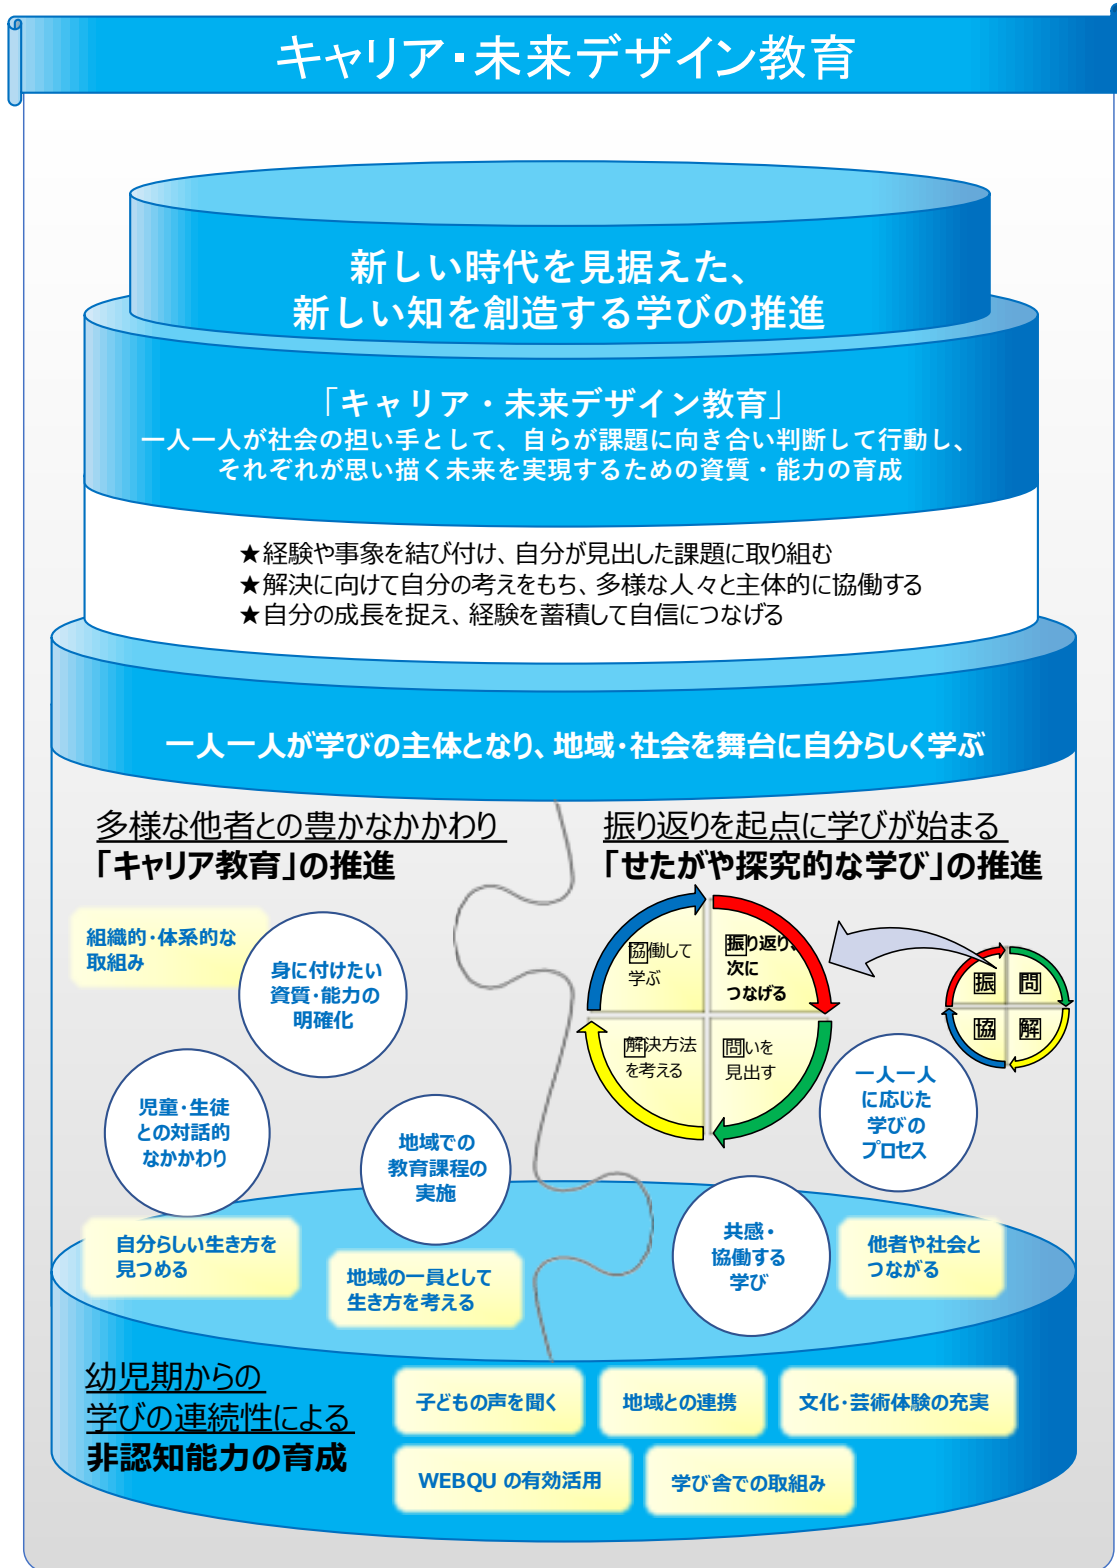 キャリア・未来デザイン教育
新しい時代を見据えた、
新しい知を創造する学びの推進
「キャリア・未来デザイン教育」
一人一人が社会の担い手として、自らが課題に向き合い判断して行動し、
それぞれが思い描く未来を実現するための資質・能力の育成
★経験や事象を結び付け、自分が見出した課題に取り組む
★解決に向けて自分の考えをもち、多様な人々と主体的に協働する
★自分の成長を捉え、経験を蓄積して自信につなげる
一人一人が学びの主体となり、地域・社会を舞台に自分らしく学ぶ
多様な他者との豊かなかかわり
「キャリア教育」の推進
組織的・体系的な
取組み
身に付けたい
資質・能力の
明確化
児童・生徒
との対話的
なかかわり
地域での
教育課程の
実施
自分らしい生き方を
見つめる
地域の一員として
生き方を考える
振り返りを起点に学びが始まる
「せたがや探究的な学び」の推進
協働して
学ぶ
振り返り、
次に
つなげる
解決方法
を考える
問いを
見出す
振
問
協
解
一人一人
に応じた
学びの
プロセス
共感・
協働する
学び
他者や社会と
つながる
幼児期からの
学びの連続性による
非認知能力の育成
子どもの声を聞く
地域との連携
文化・芸術体験の充実
WEBQU の有効活用
学び舎での取組み